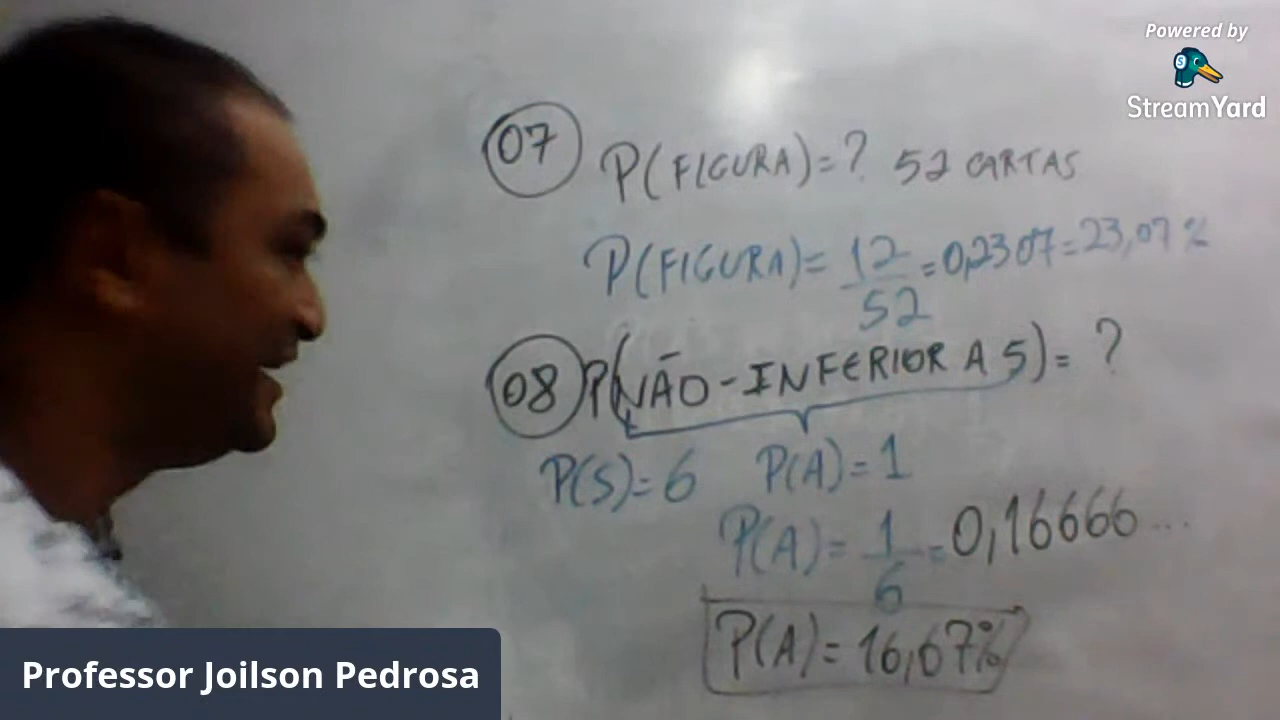 Powered by
StreamYard
07 P(FIGURA)=? 52 CARTAS
P(FIGURA)= 12/52 = 0,2307 = 23,07 %
08 P(NÃO-INFERIOR A 5)= ?
P(S)= 6 P(A)= 1
P(A)= 1/6 = 0,16666...
P(A)= 16,67%
Professor Joilson Pedrosa